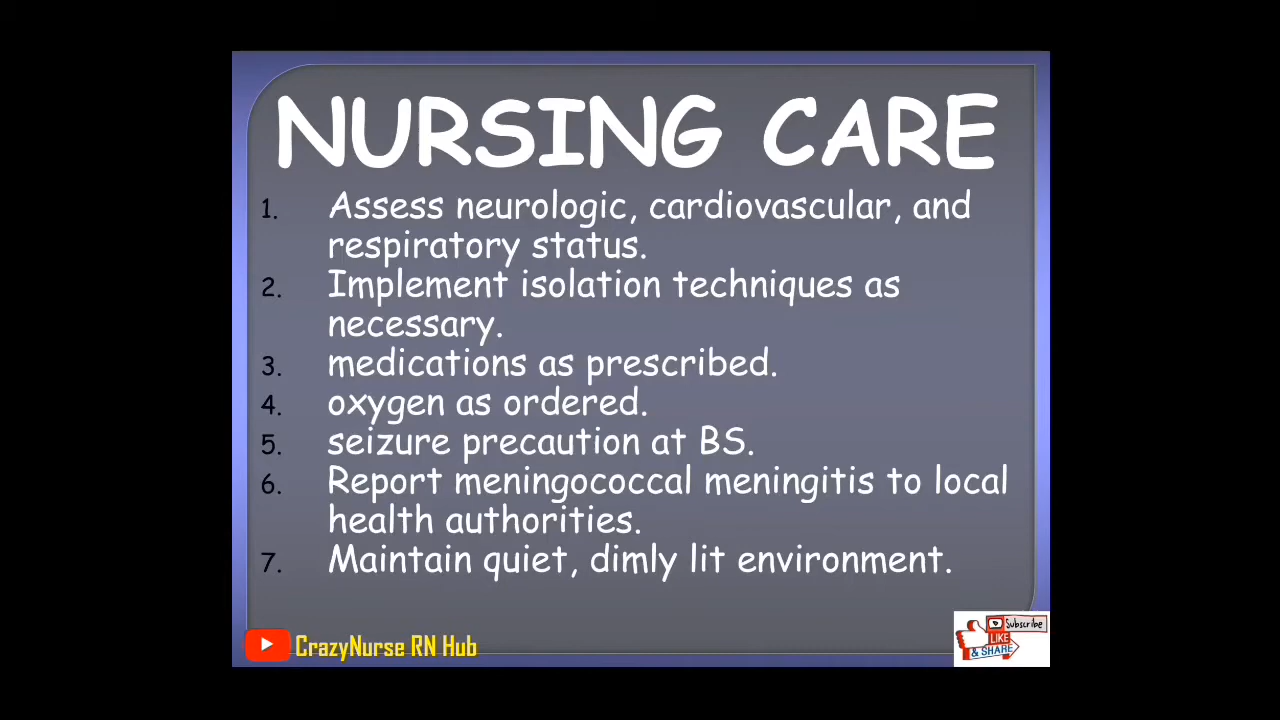 NURSING CARE
1. Assess neurologic, cardiovascular, and
respiratory status.
2. Implement isolation techniques as
necessary.
3. medications as prescribed.
4. oxygen as ordered.
5. seizure precaution at BS.
6. Report meningococcal meningitis to local
health authorities.
7. Maintain quiet, dimly lit environment.
CrazyNurse RN Hub
Subscribe
LIKE
& SHARE